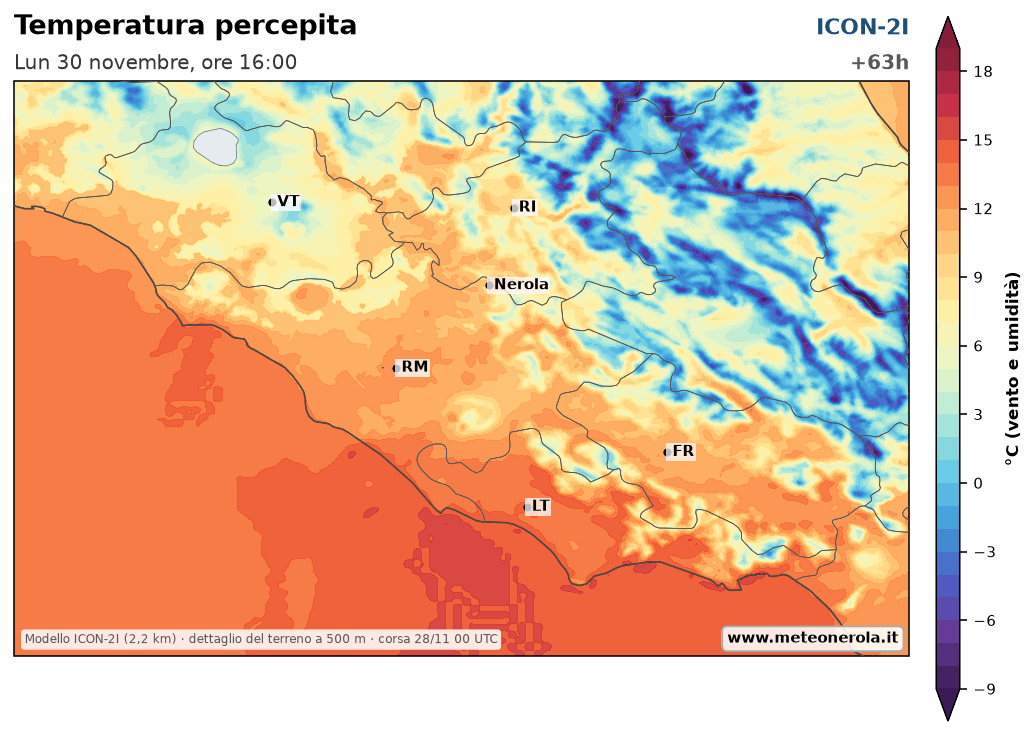 Temperatura percepita
ICON-2I
Lun 30 novembre, ore 16:00
+63h
VT
RI
Nerola
RM
FR
LT
Modello ICON-2I (2,2 km) · dettaglio del terreno a 500 m · corsa 28/11 00 UTC
www.meteonerola.it
18
15
12
9
6
3
0
−3
−6
−9
°C (vento e umidità)